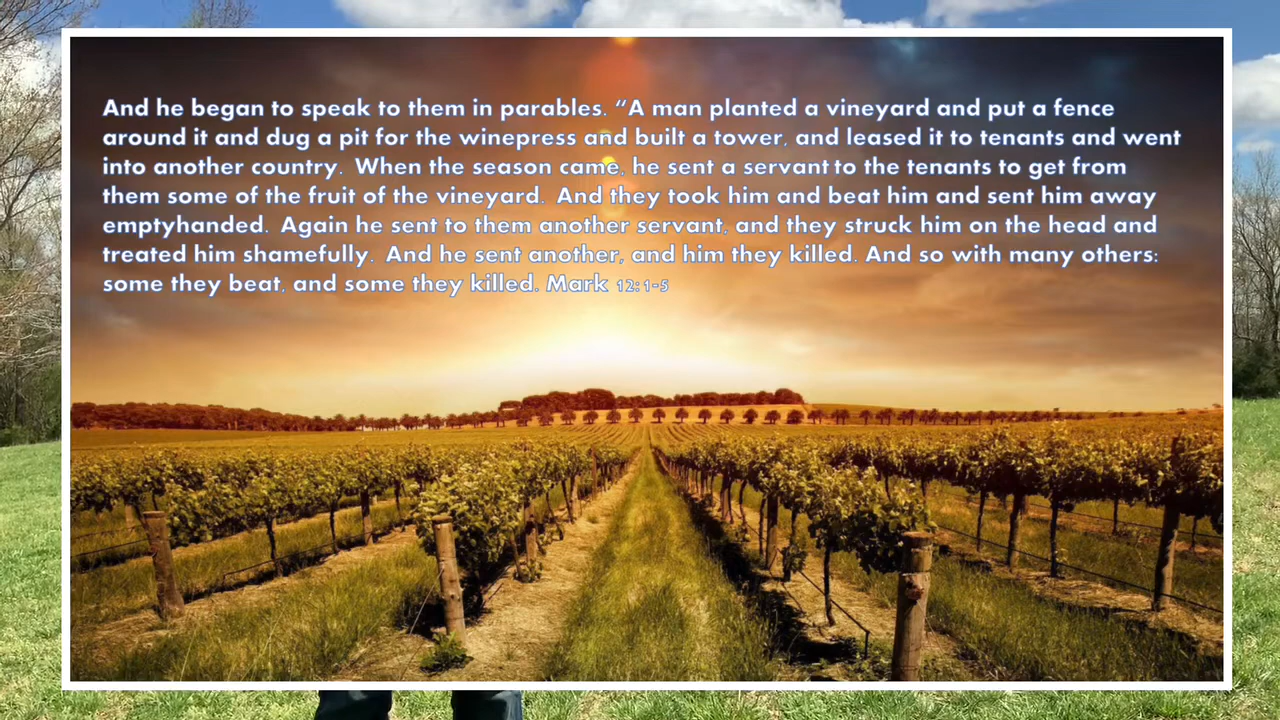 And he began to speak to them in parables. “A man planted a vineyard and put a fence
around it and dug a pit for the winepress and built a tower, and leased it to tenants and went
into another country. When the season came, he sent a servant to the tenants to get from
them some of the fruit of the vineyard. And they took him and beat him and sent him away
emptyhanded. Again he sent to them another servant, and they struck him on the head and
treated him shamefully. And he sent another, and him they killed. And so with many others:
some they beat, and some they killed. Mark 12:1-5